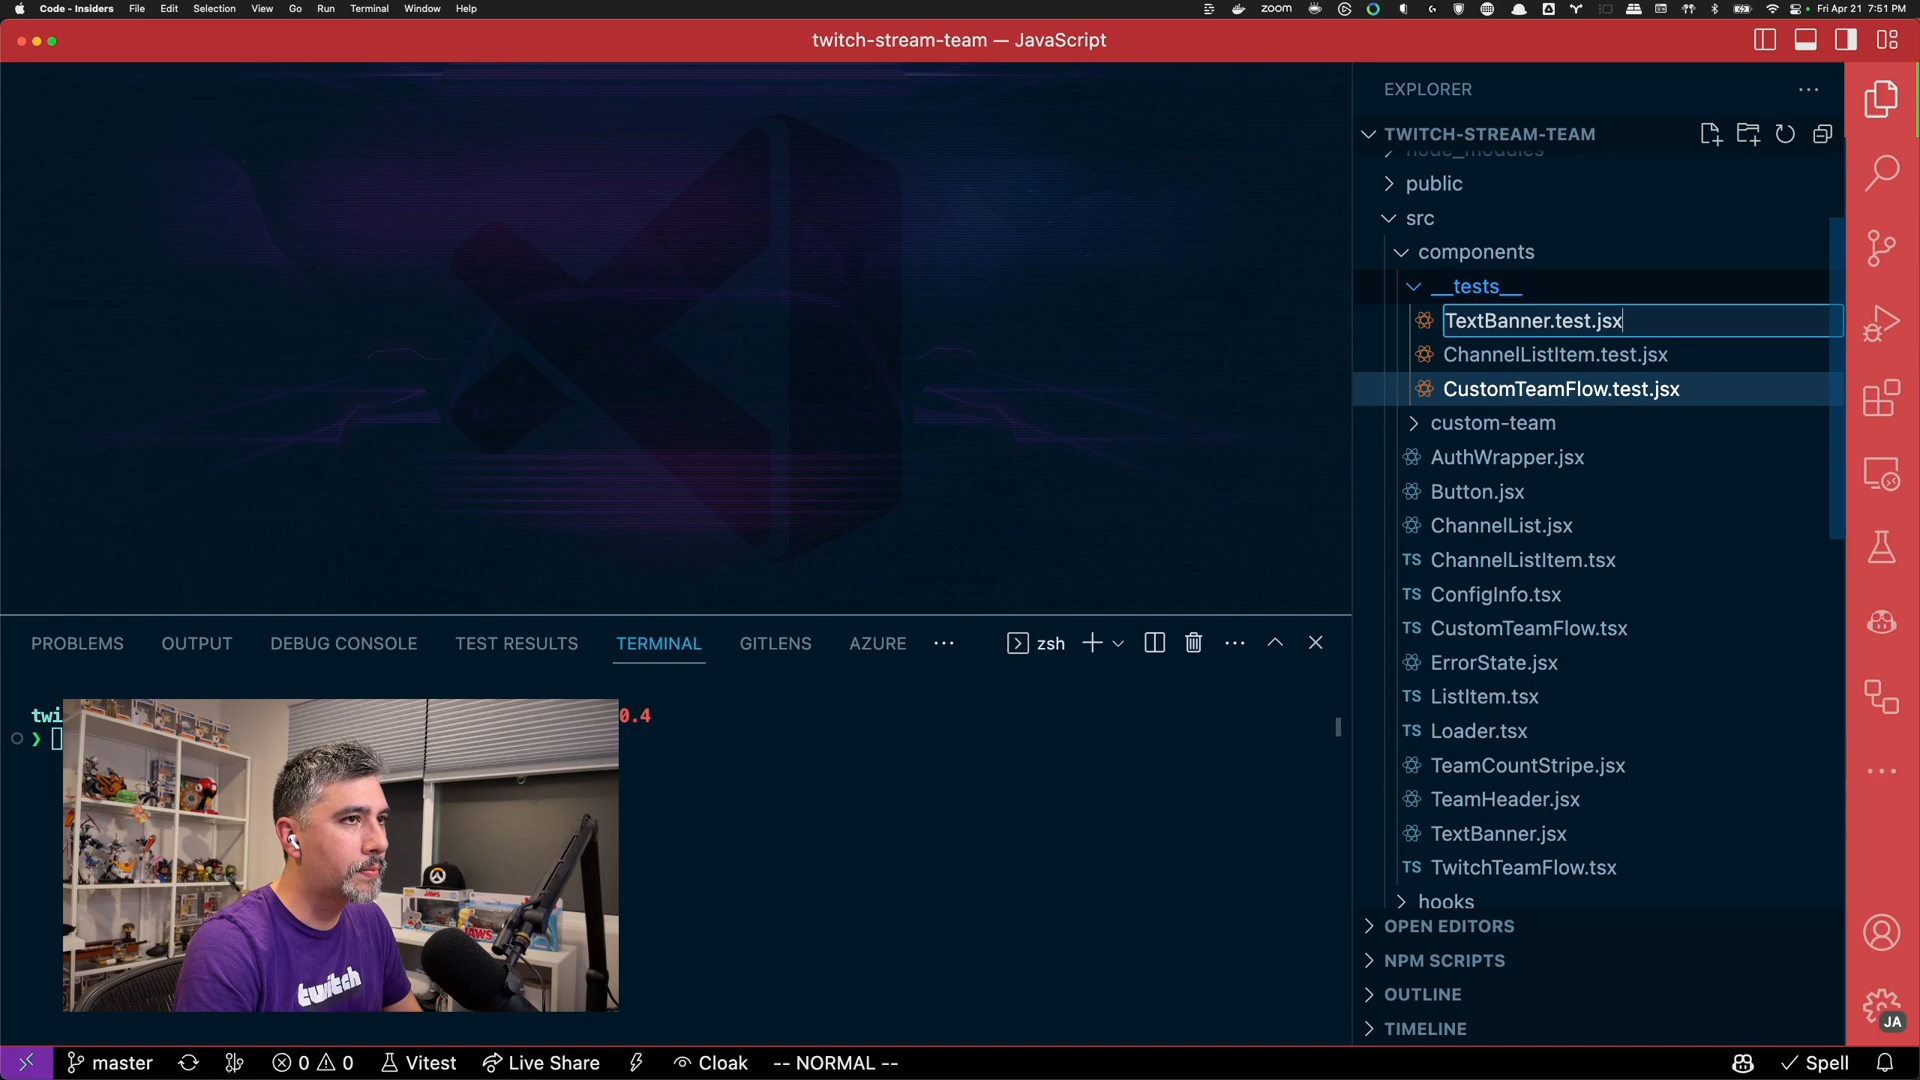 Code - Insiders File Edit Selection View Go Run Terminal Window Help zoom Fri Apr 21 7:51 PM
twitch-stream-team — JavaScript
EXPLORER
TWITCH-STREAM-TEAM
node_modules
public
src
components
__tests__
TextBanner.test.jsx
ChannelListItem.test.jsx
CustomTeamFlow.test.jsx
custom-team
AuthWrapper.jsx
Button.jsx
ChannelList.jsx
TS ChannelListItem.tsx
TS ConfigInfo.tsx
TS CustomTeamFlow.tsx
ErrorState.jsx
TS ListItem.tsx
TS Loader.tsx
TeamCountStripe.jsx
TeamHeader.jsx
TextBanner.jsx
TS TwitchTeamFlow.tsx
hooks
OPEN EDITORS
NPM SCRIPTS
OUTLINE
TIMELINE
JA
PROBLEMS OUTPUT DEBUG CONSOLE TEST RESULTS TERMINAL GITLENS AZURE zsh
twi 0.4
❯
JAWS
JAWS
twitch
master 0 0 Vitest Live Share Cloak -- NORMAL -- Spell